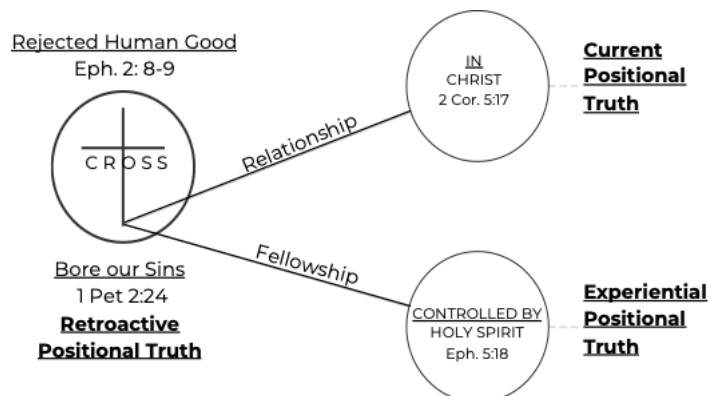 Rejected Human Good
Eph. 2: 8-9
CROSS
Bore our Sins
1 Pet 2:24
Retroactive
Positional Truth
Relationship
Fellowship
IN
CHRIST
2 Cor. 5:17
Current
Positional
Truth
CONTROLLED BY
HOLY SPIRIT
Eph. 5:18
Experiential
Positional
Truth